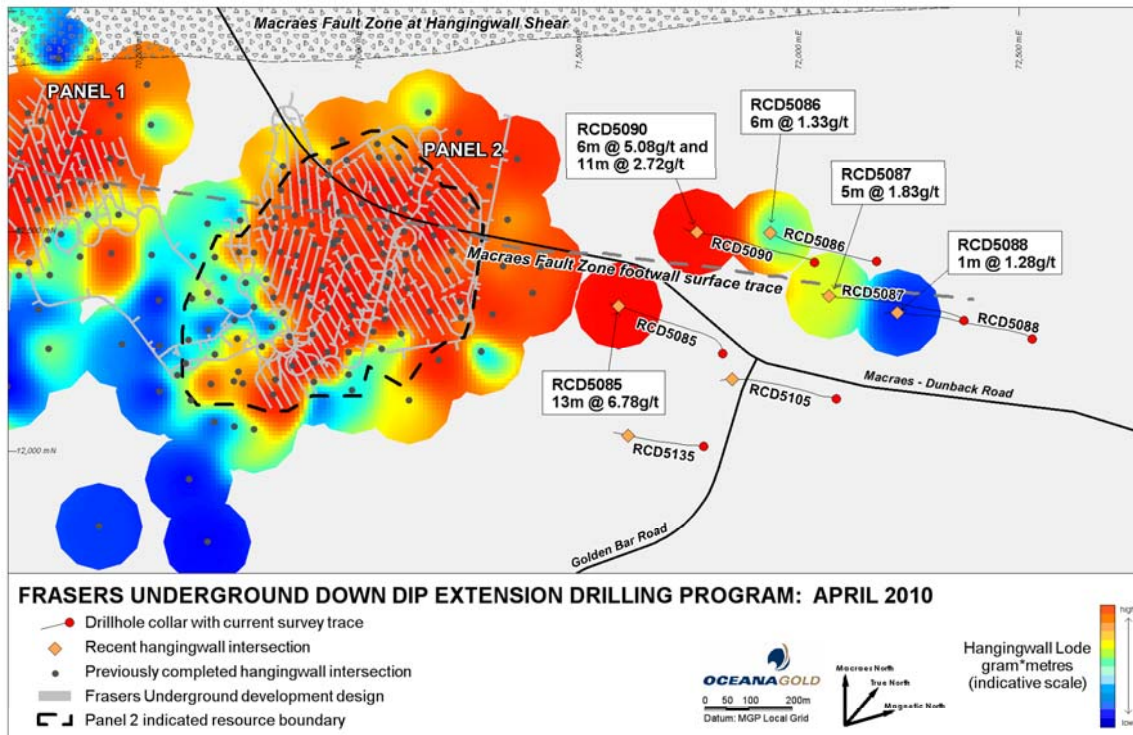 Macraes Fault Zone at Hangingwall Shear
71,000 mE
71,500 mE
72,000 mE
72,500 mE
PANEL 1
PANEL 2
RCD5090
6m @ 5.08g/t and
11m @ 2.72g/t
RCD5086
6m @ 1.33g/t
RCD5087
5m @ 1.83g/t
RCD5088
1m @ 1.28g/t
RCD5086
RCD5090
Macraes Fault Zone footwall surface trace
RCD5087
RCD5088
RCD5085
RCD5085
13m @ 6.78g/t
RCD5105
Macraes - Dunback Road
RCD5135
12,000 mN
Golden Bar Road
FRASERS UNDERGROUND DOWN DIP EXTENSION DRILLING PROGRAM: APRIL 2010
Drillhole collar with current survey trace
Recent hangingwall intersection
Previously completed hangingwall intersection
Frasers Underground development design
Panel 2 indicated resource boundary
OCEANAGOLD
0 50 100 200m
Datum: MGP Local Grid
Macraes North
True North
Magnetic North
Hangingwall Lode
gram*metres
(indicative scale)
high
low